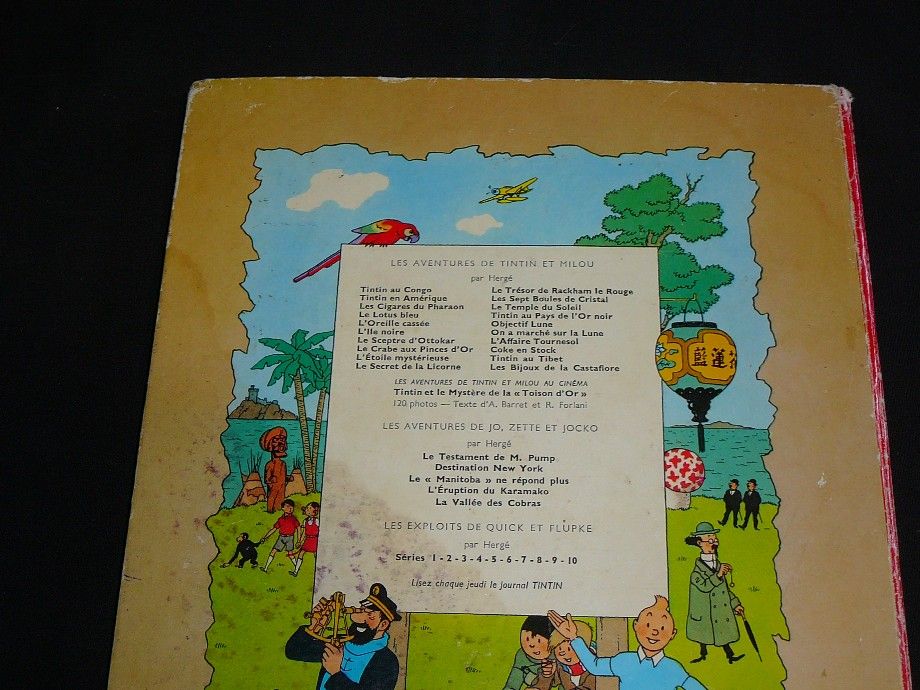 LES AVENTURES DE TINTIN ET MILOU
par Hergé
Tintin au Congo
Tintin en Amérique
Les Cigares du Pharaon
Le Lotus bleu
L'Oreille cassée
L'Ile noire
Le Sceptre d'Ottokar
Le Crabe aux Pinces d'Or
L'Étoile mystérieuse
Le Secret de la Licorne
Le Trésor de Rackham le Rouge
Les Sept Boules de Cristal
Le Temple du Soleil
Tintin au Pays de l'Or noir
Objectif Lune
On a marché sur la Lune
L'Affaire Tournesol
Coke en Stock
Tintin au Tibet
Les Bijoux de la Castafiore
LES AVENTURES DE TINTIN ET MILOU AU CINÉMA
Tintin et le Mystère de la « Toison d'Or »
120 photos — Texte d'A. Barret et R. Forlani
LES AVENTURES DE JO, ZETTE ET JOCKO
par Hergé
Le Testament de M. Pump
Destination New York
Le « Manitoba » ne répond plus
L'Éruption du Karamako
La Vallée des Cobras
LES EXPLOITS DE QUICK ET FLUPKE
par Hergé
Séries 1 - 2 - 3 - 4 - 5 - 6 - 7 - 8 - 9 - 10
Lisez chaque jeudi le journal TINTIN
藍蓮